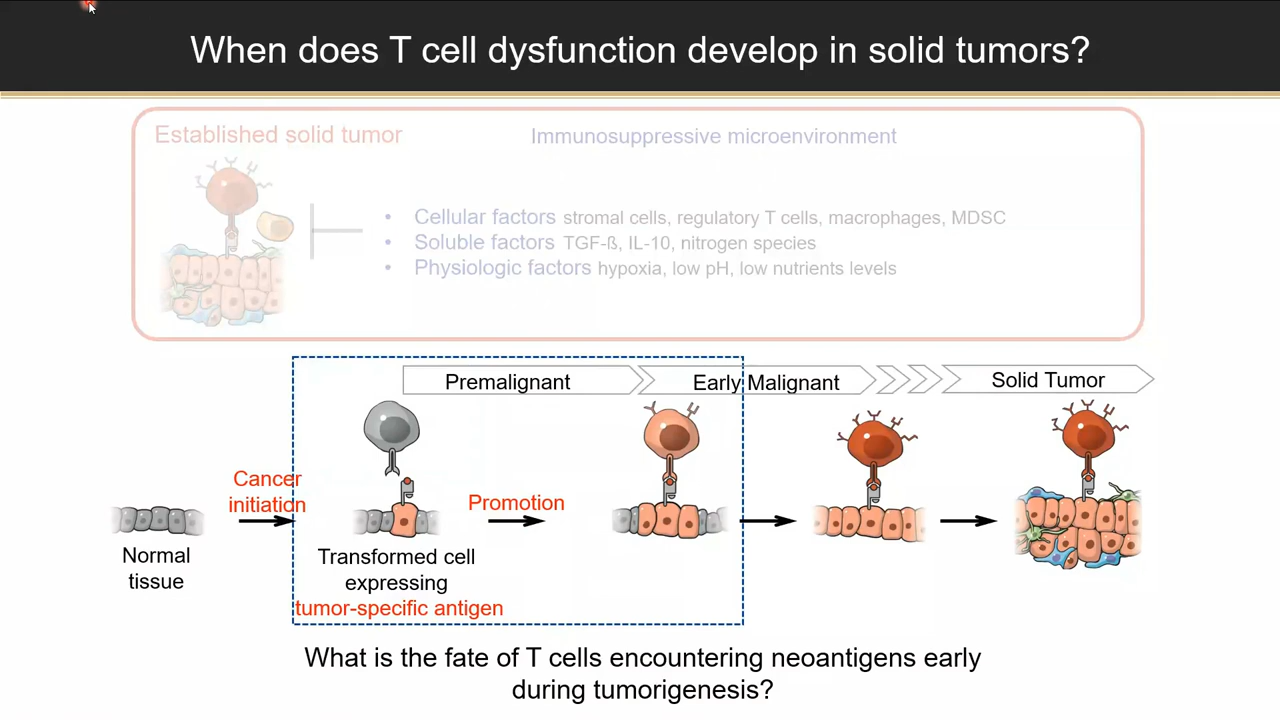 When does T cell dysfunction develop in solid tumors?
Established solid tumor
Immunosuppressive microenvironment
• Cellular factors stromal cells, regulatory T cells, macrophages, MDSC
• Soluble factors TGF-ß, IL-10, nitrogen species
• Physiologic factors hypoxia, low pH, low nutrients levels
Premalignant
Early Malignant
Solid Tumor
Cancer
initiation
Promotion
Normal
tissue
Transformed cell
expressing
tumor-specific antigen
What is the fate of T cells encountering neoantigens early
during tumorigenesis?